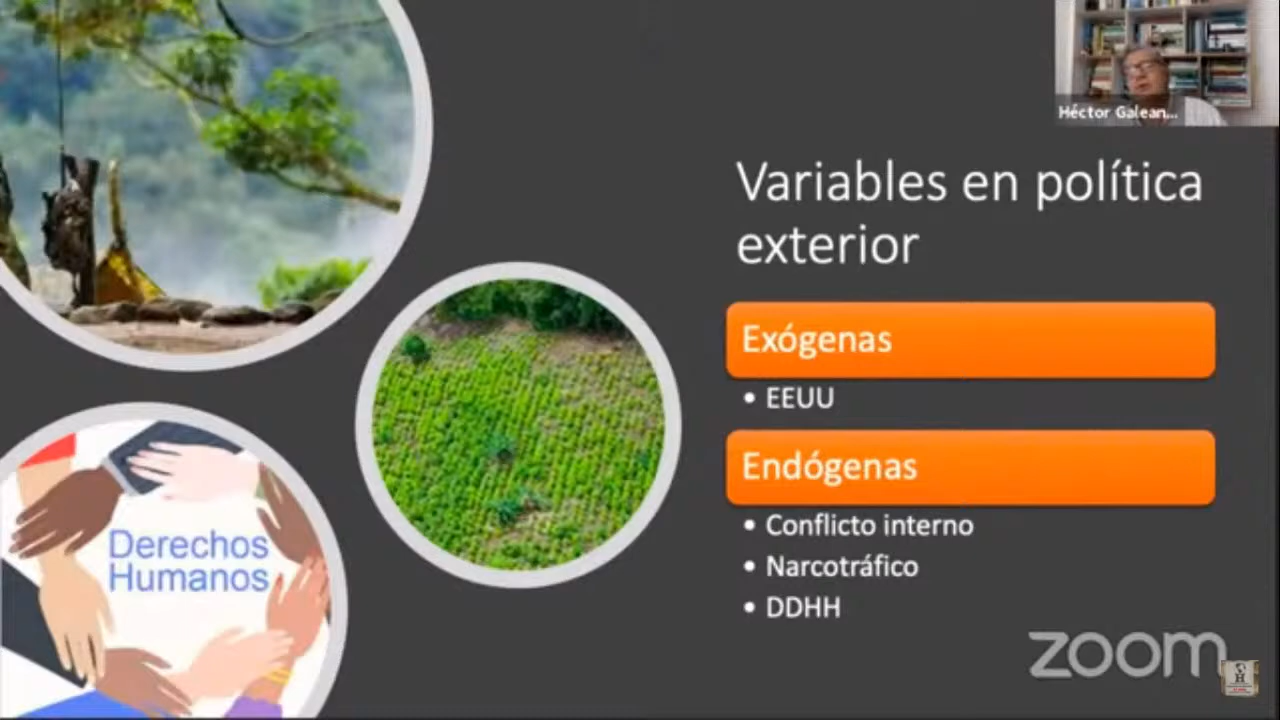 Héctor Galean...
Variables en política
exterior
Exógenas
• EEUU
Endógenas
• Conflicto interno
• Narcotráfico
• DDHH
Derechos
Humanos
zoom